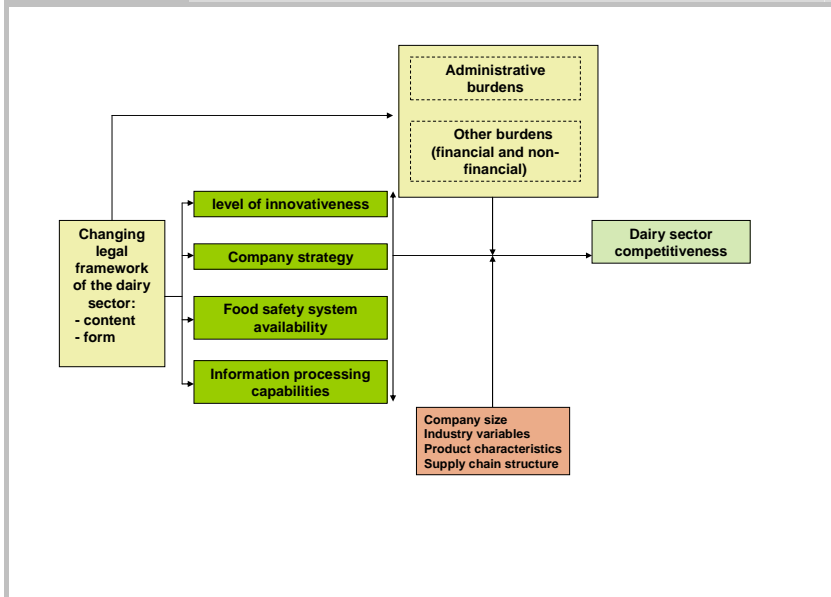 Administrative
burdens
Other burdens
(financial and non-
financial)
level of innovativeness
Changing
legal
framework
of the dairy
sector:
- content
- form
Company strategy
Dairy sector
competitiveness
Food safety system
availability
Information processing
capabilities
Company size
Industry variables
Product characteristics
Supply chain structure